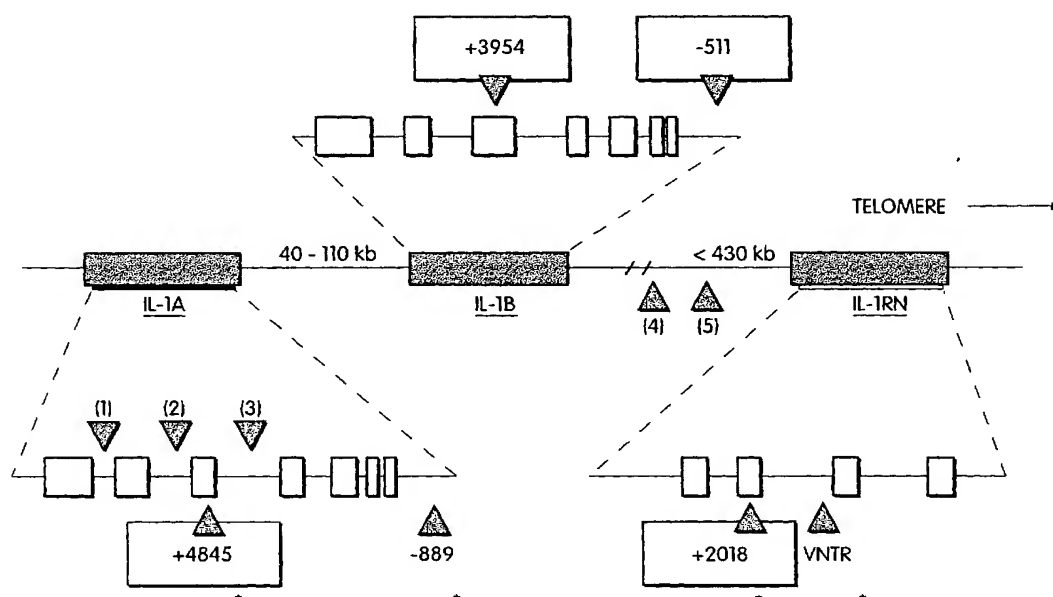 +3954
-511
TELOMERE
40 - 110 kb
< 430 kb
IL-1A
IL-1B
(4)
(5)
IL-1RN
(1)
(2)
(3)
+4845
-889
+2018
VNTR